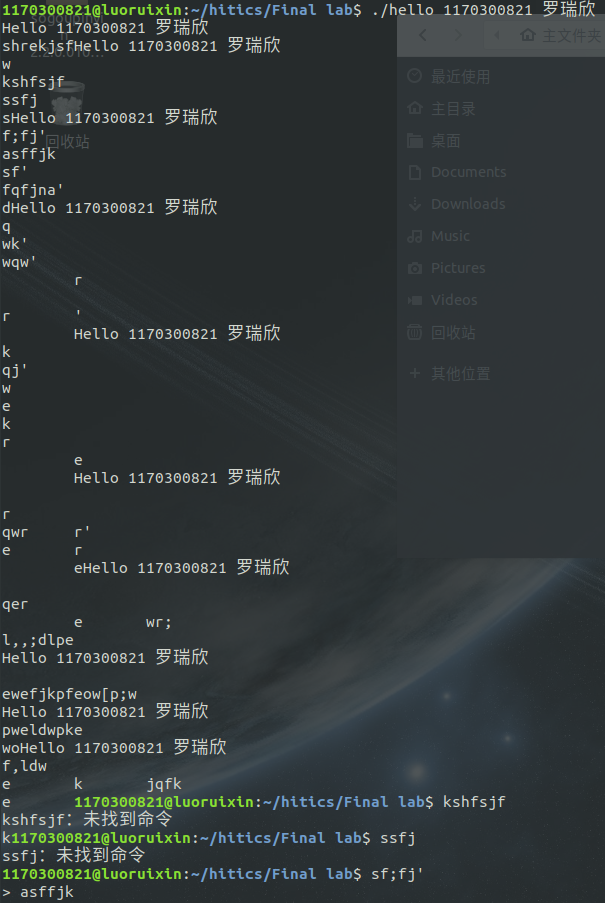 1170300821@luoruixin:~/hitics/Final lab$ ./hello 1170300821 罗瑞欣
Hello 1170300821 罗瑞欣
shrekjsfHello 1170300821 罗瑞欣
w
kshfsjf
ssfj
sHello 1170300821 罗瑞欣
f;fj'
asffjk
sf'
fqfjna'
dHello 1170300821 罗瑞欣
q
wk'
wqw'
r
r '
Hello 1170300821 罗瑞欣
k
qj'
w
e
k
r
e
Hello 1170300821 罗瑞欣
r
qwr r'
e r
eHello 1170300821 罗瑞欣
qer
e wr;
l,,;dlpe
Hello 1170300821 罗瑞欣
ewefjkpfeow[p;w
Hello 1170300821 罗瑞欣
pweldwpke
woHello 1170300821 罗瑞欣
f,ldw
e k jqfk
e 1170300821@luoruixin:~/hitics/Final lab$ kshfsjf
kshfsjf：未找到命令
k1170300821@luoruixin:~/hitics/Final lab$ ssfj
ssfj：未找到命令
1170300821@luoruixin:~/hitics/Final lab$ sf;fj'
> asffjk
回收站
主文件夹
最近使用
主目录
桌面
Documents
Downloads
Music
Pictures
Videos
回收站
其他位置